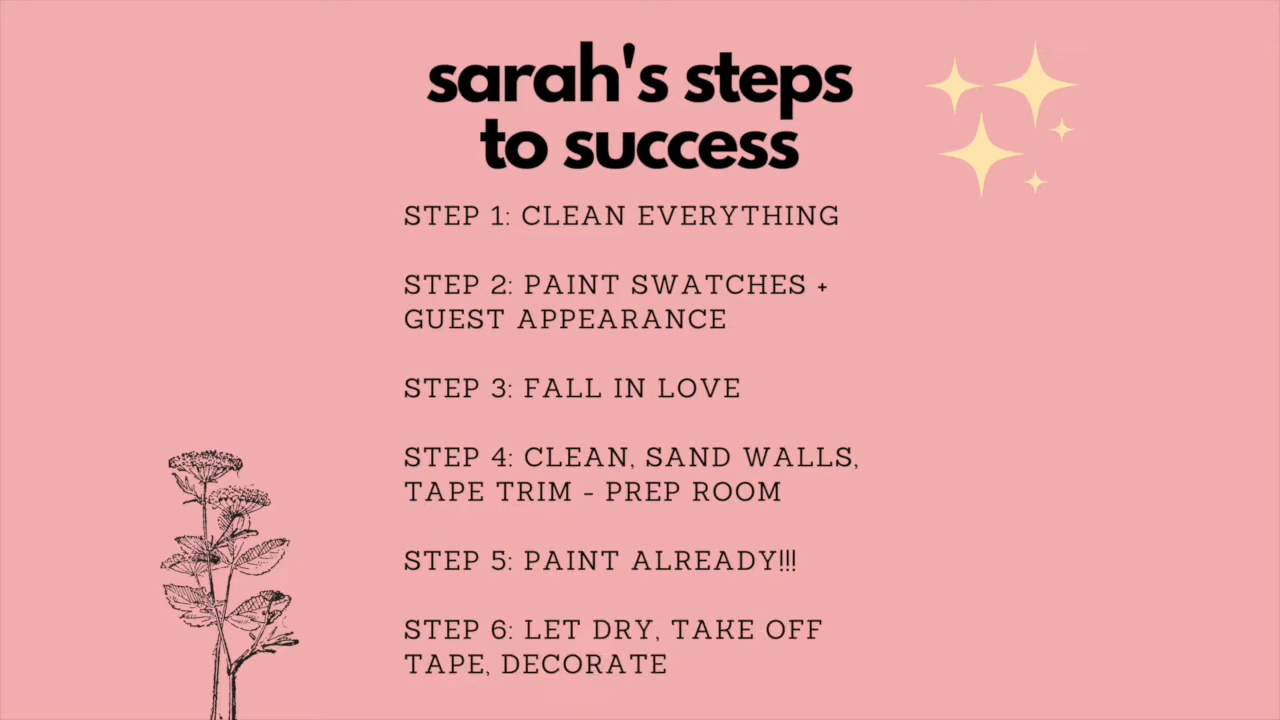 sarah's steps
to success
STEP 1: CLEAN EVERYTHING
STEP 2: PAINT SWATCHES +
GUEST APPEARANCE
STEP 3: FALL IN LOVE
STEP 4: CLEAN, SAND WALLS,
TAPE TRIM - PREP ROOM
STEP 5: PAINT ALREADY!!!
STEP 6: LET DRY, TAKE OFF
TAPE, DECORATE